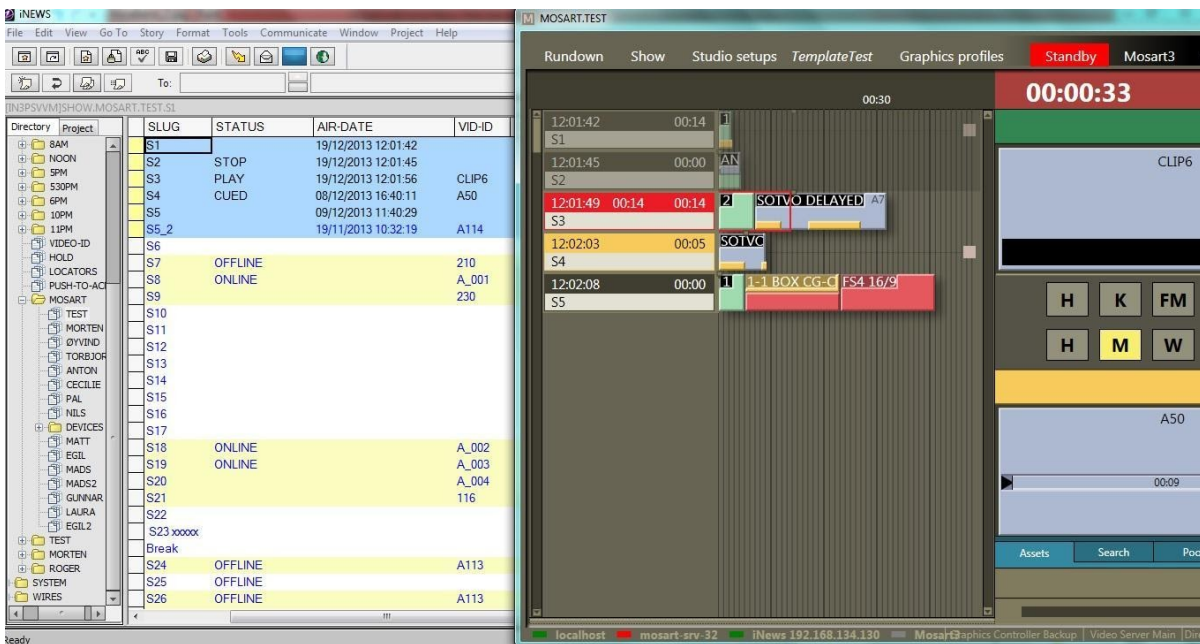 iNEWS
File Edit View Go To Story Format Tools Communicate Window Project Help
To:
SHOW.MOSART.TEST.S1
Directory Project
8AM
NOON
5PM
530PM
6PM
10PM
11PM
VIDEO-ID
HOLD
LOCATORS
PUSH-TO-ACI
MOSART
TEST
MORTEN
ØYVIND
TORBJOR
ANTON
CECILIE
PAL
NILS
DEVICES
MATT
EGIL
MADS
MADS2
GUNNAR
LAURA
EGIL2
TEST
MORTEN
ROGER
SYSTEM
WIRES
Ready
SLUG STATUS AIR-DATE VID-ID
S1 19/12/2013 12:01:42
S2 STOP 19/12/2013 12:01:45
S3 PLAY 19/12/2013 12:01:56 CLIP6
S4 CUED 08/12/2013 16:40:11 A50
S5 09/12/2013 11:40:29
S5_2 19/11/2013 10:32:19 A114
S6
S7 OFFLINE 210
S8 ONLINE A_001
S9 230
S10
S11
S12
S13
S14
S15
S16
S17
S18 ONLINE A_002
S19 ONLINE A_003
S20 A_004
S21 116
S22
S23 xxxxx
Break
S24 OFFLINE A113
S25 OFFLINE
S26 OFFLINE A113
M MOSART.TEST
Rundown Show Studio setups TemplateTest Graphics profiles Standby Mosart3
00:30
00:00:33
12:01:42 00:14 1
S1
12:01:45 00:00 AN
S2
12:01:49 00:14 00:14 2 SOTVO DELAYED A7
S3
12:02:03 00:05 SOTVO
S4
12:02:08 00:00 1 1-1 BOX CG-C FS4 16/9
S5
CLIP6
H K FM
H M W
A50
00:09
Assets Search Poo
localhost mosart-srv-32 iNews 192.168.134.130 Mosart3 Graphics Controller Backup Video Server Main